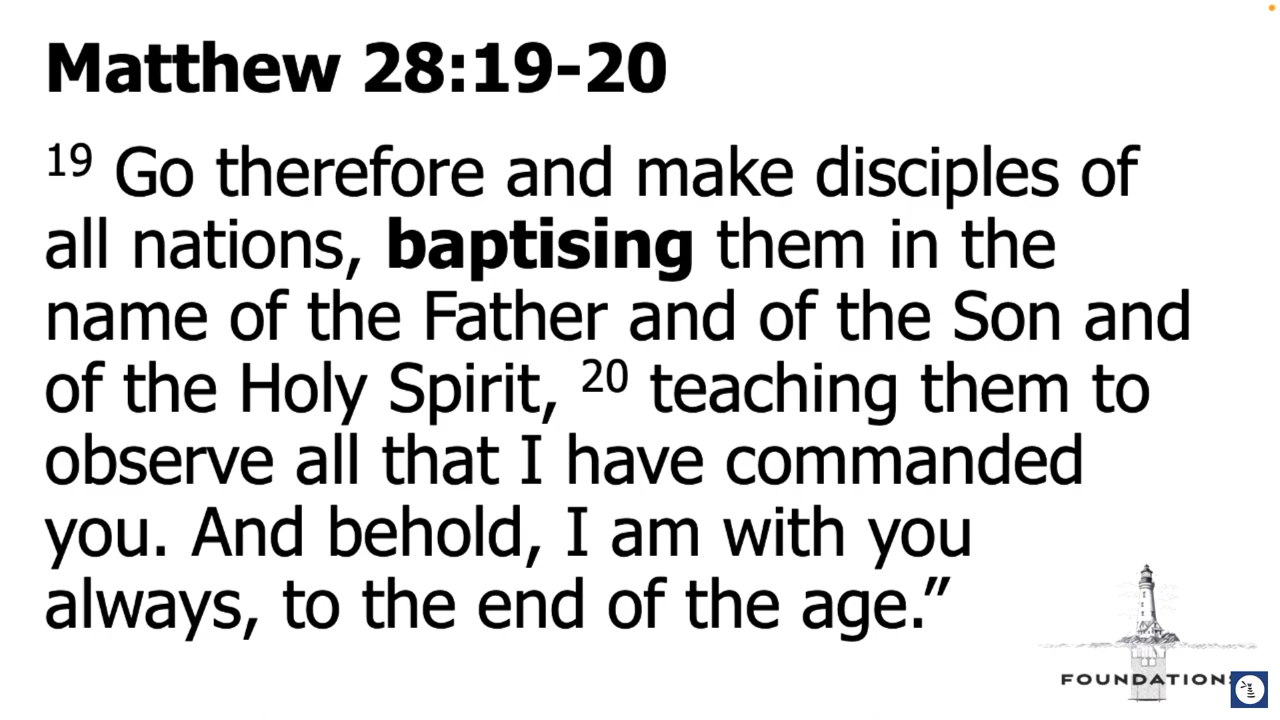 Matthew 28:19-20
19 Go therefore and make disciples of
all nations, baptising them in the
name of the Father and of the Son and
of the Holy Spirit, 20 teaching them to
observe all that I have commanded
you. And behold, I am with you
always, to the end of the age.”
FOUNDATIONS